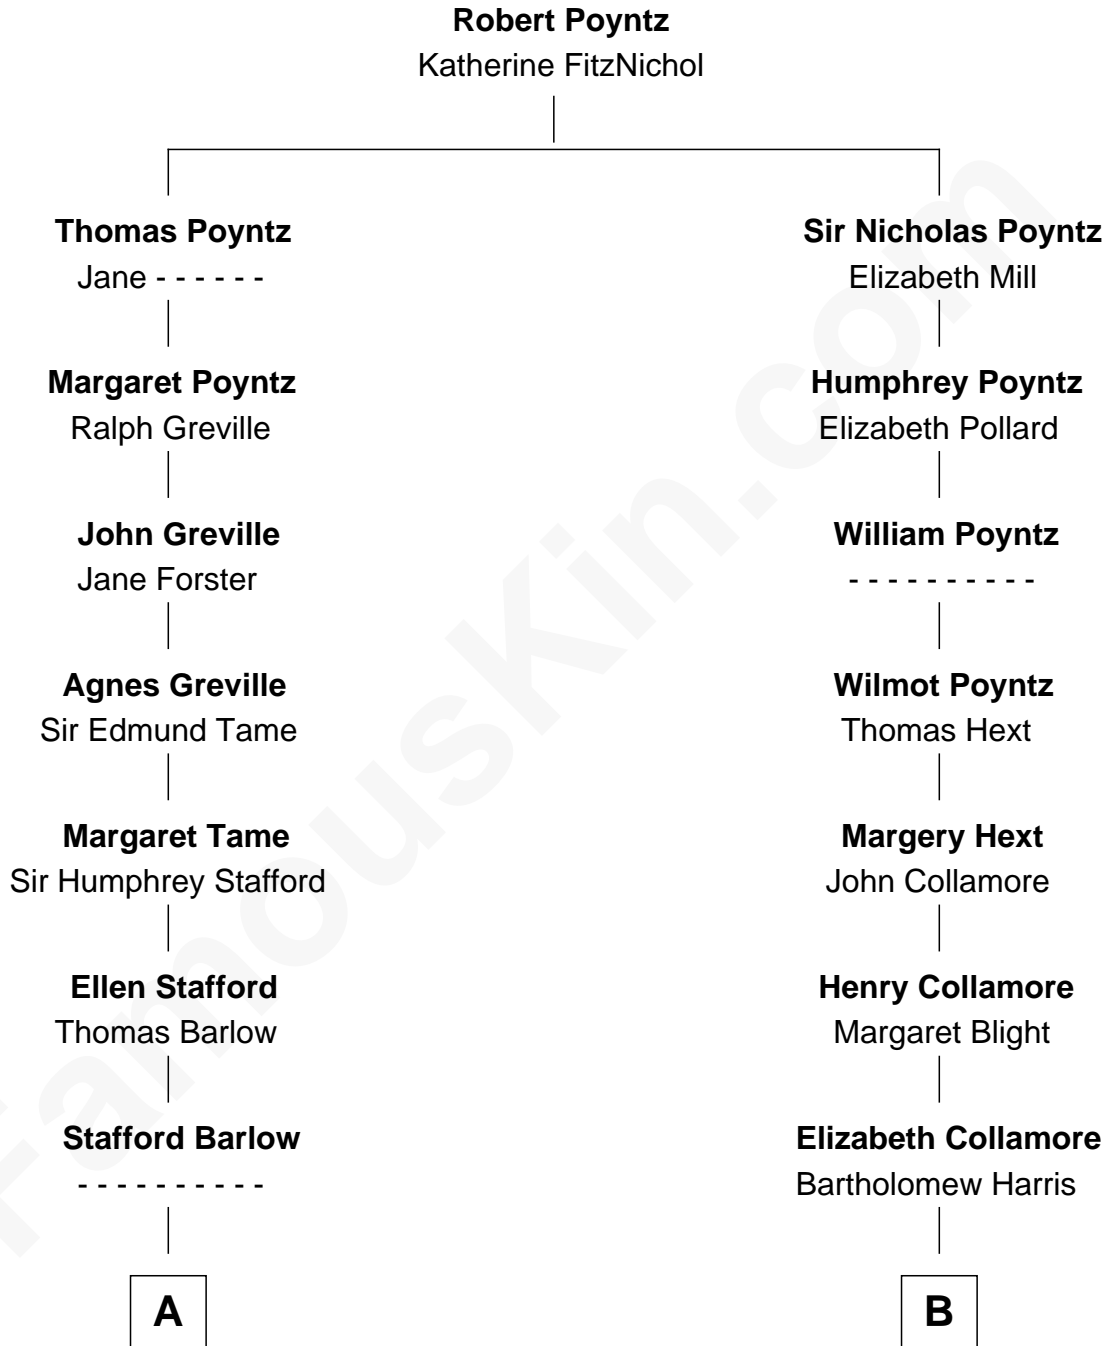 Robert Poyntz
Katherine FitzNichol
Thomas Poyntz
Jane - - - - - -
Sir Nicholas Poyntz
Elizabeth Mill
Margaret Poyntz
Ralph Greville
Humphrey Poyntz
Elizabeth Pollard
John Greville
Jane Forster
William Poyntz
- - - - - - - - - -
Agnes Greville
Sir Edmund Tame
Wilmot Poyntz
Thomas Hext
Margaret Tame
Sir Humphrey Stafford
Margery Hext
John Collamore
Ellen Stafford
Thomas Barlow
Henry Collamore
Margaret Blight
Stafford Barlow
- - - - - - - - - -
Elizabeth Collamore
Bartholomew Harris
A
B
FamousKin.com